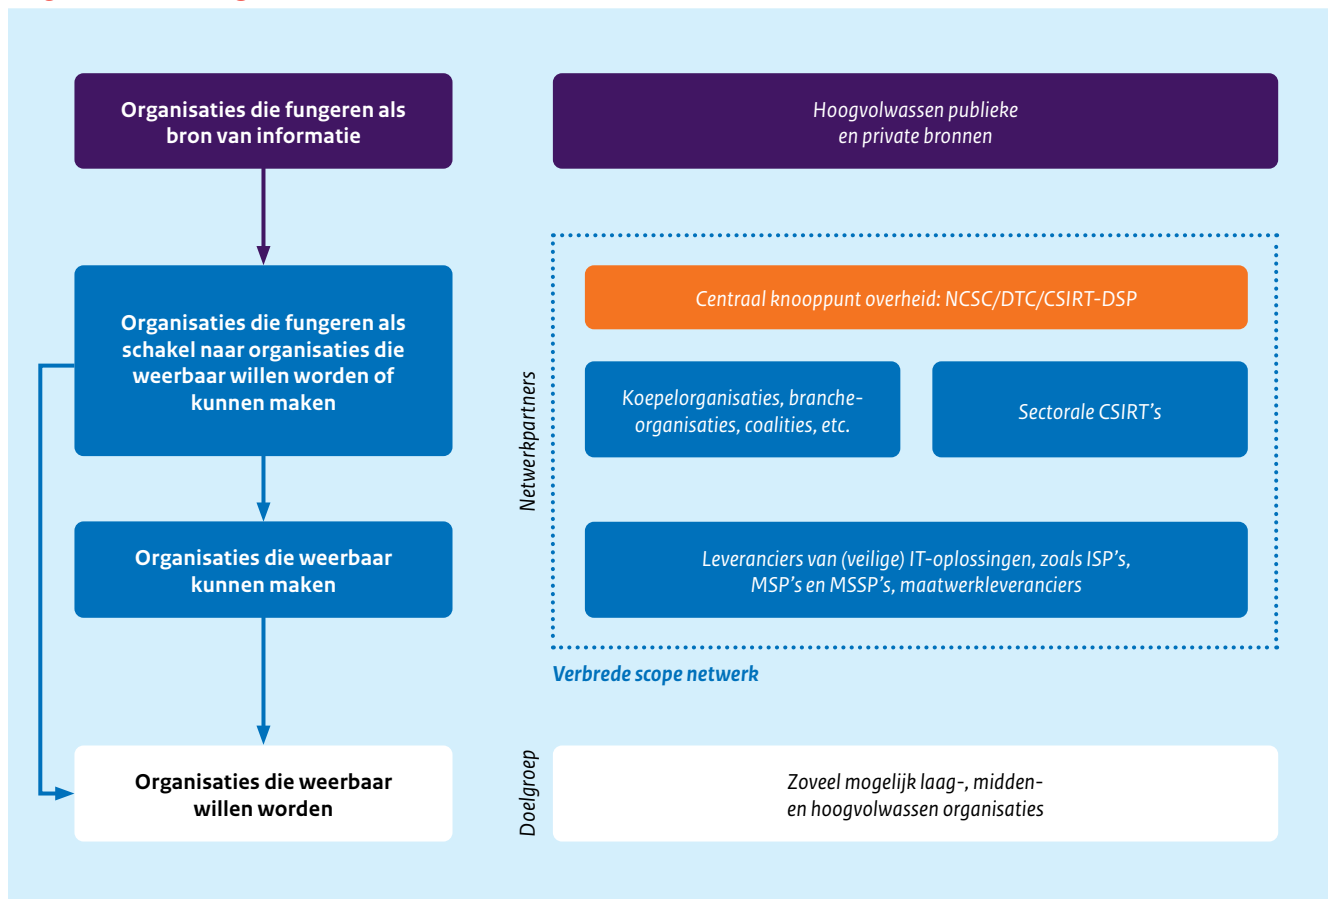 Organisaties die fungeren als
bron van informatie
Hoogvolwassen publieke
en private bronnen
Organisaties die fungeren als
schakel naar organisaties die
weerbaar willen worden of
kunnen maken
Netwerkpartners
Centraal knooppunt overheid: NCSC/DTC/CSIRT-DSP
Koepelorganisaties, branche-
organisaties, coalities, etc.
Sectorale CSIRT's
Organisaties die weerbaar
kunnen maken
Leveranciers van (veilige) IT-oplossingen, zoals ISP's,
MSP's en MSSP's, maatwerkleveranciers
Verbrede scope netwerk
Organisaties die weerbaar
willen worden
Doelgroep
Zoveel mogelijk laag-, midden-
en hoogvolwassen organisaties